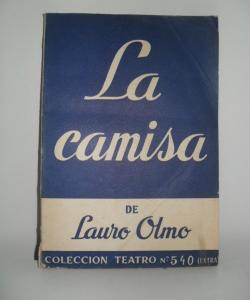 La
camisa
DE
Lauro Olmo
COLECCION TEATRO Nº 540 (EXTRA)